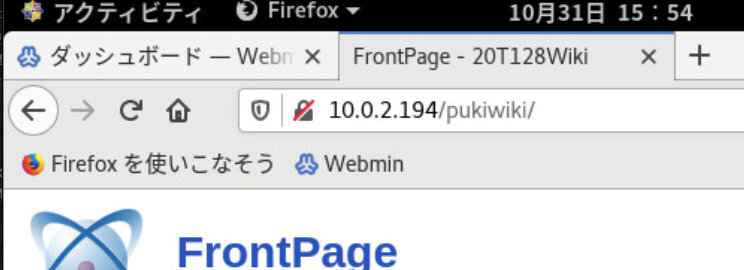 アクティビティ Firefox 10月31日 15：54
ダッシュボード — Webm FrontPage - 20T128Wiki
10.0.2.194/pukiwiki/
Firefox を使いこなそう Webmin
FrontPage